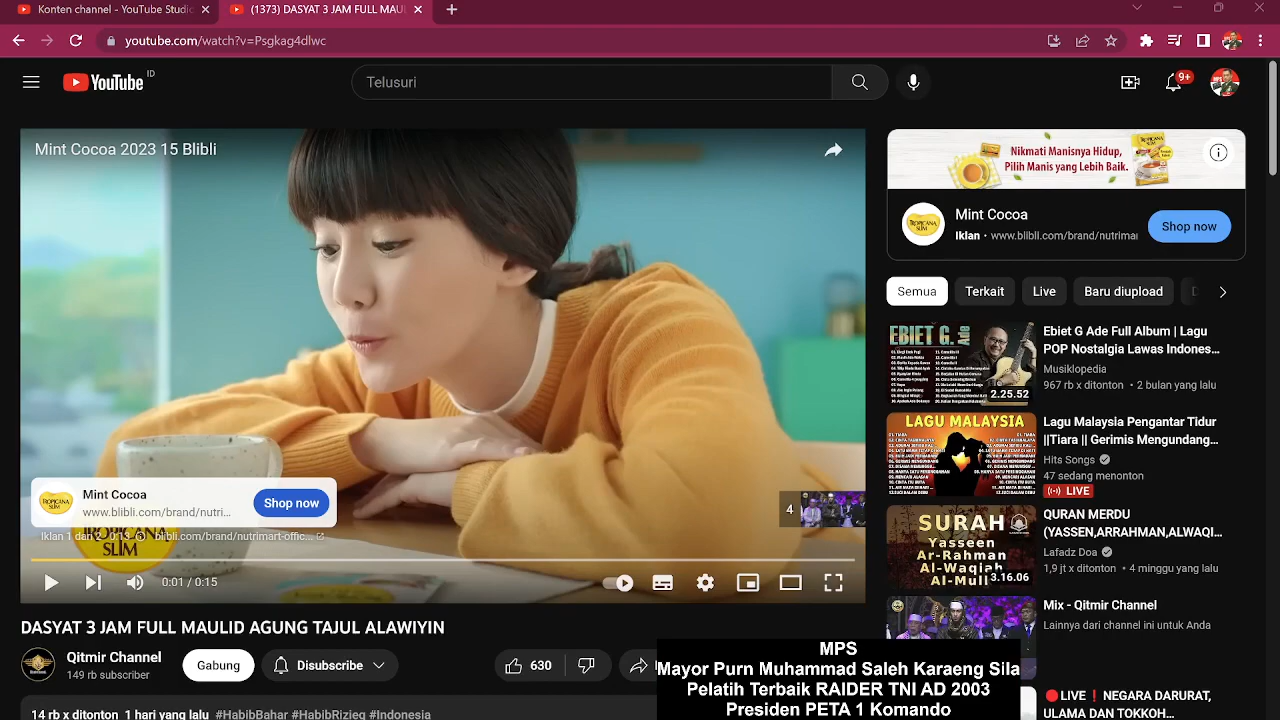 Konten channel - YouTube Studio
(1373) DASYAT 3 JAM FULL MAUL
youtube.com/watch?v=Psgkag4dlwc
YouTube
ID
Telusuri
9+
Mint Cocoa 2023 15 Blibli
Mint Cocoa
www.blibli.com/brand/nutri...
Shop now
Iklan 1 dari 2 · 0:13
blibli.com/brand/nutrimart-offic...
TROPICANA
SLIM
4
0:01 / 0:15
DASYAT 3 JAM FULL MAULID AGUNG TAJUL ALAWIYIN
Qitmir Channel
149 rb subscriber
Gabung
Disubscribe
630
14 rb x ditonton 1 hari yang lalu #HabibBahar #HabibRizieq #Indonesia
MPS
Mayor Purn Muhammad Saleh Karaeng Sila
Pelatih Terbaik RAIDER TNI AD 2003
Presiden PETA 1 Komando
Nikmati Manisnya Hidup,
Pilih Manis yang Lebih Baik.
TROPICANA
SLIM
Mint Cocoa
Iklan · www.blibli.com/brand/nutrimar
Shop now
Semua
Terkait
Live
Baru diupload
EBIET G. Ade
2.25.52
Ebiet G Ade Full Album | Lagu
POP Nostalgia Lawas Indones...
Musiklopedia
967 rb x ditonton · 2 bulan yang lalu
LAGU MALAYSIA
Lagu Malaysia Pengantar Tidur
||Tiara || Gerimis Mengundang...
Hits Songs
47 sedang menonton
LIVE
SURAH
Yasseen
Ar-Rahman
Al-Waqiah
Al-Mulk
3.16.06
QURAN MERDU
(YASSEN,ARRAHMAN,ALWAQI...
Lafadz Doa
1,9 jt x ditonton · 4 minggu yang lalu
Mix - Qitmir Channel
Lainnya dari channel ini untuk Anda
LIVE❗NEGARA DARURAT,
ULAMA DAN TOKKOH...